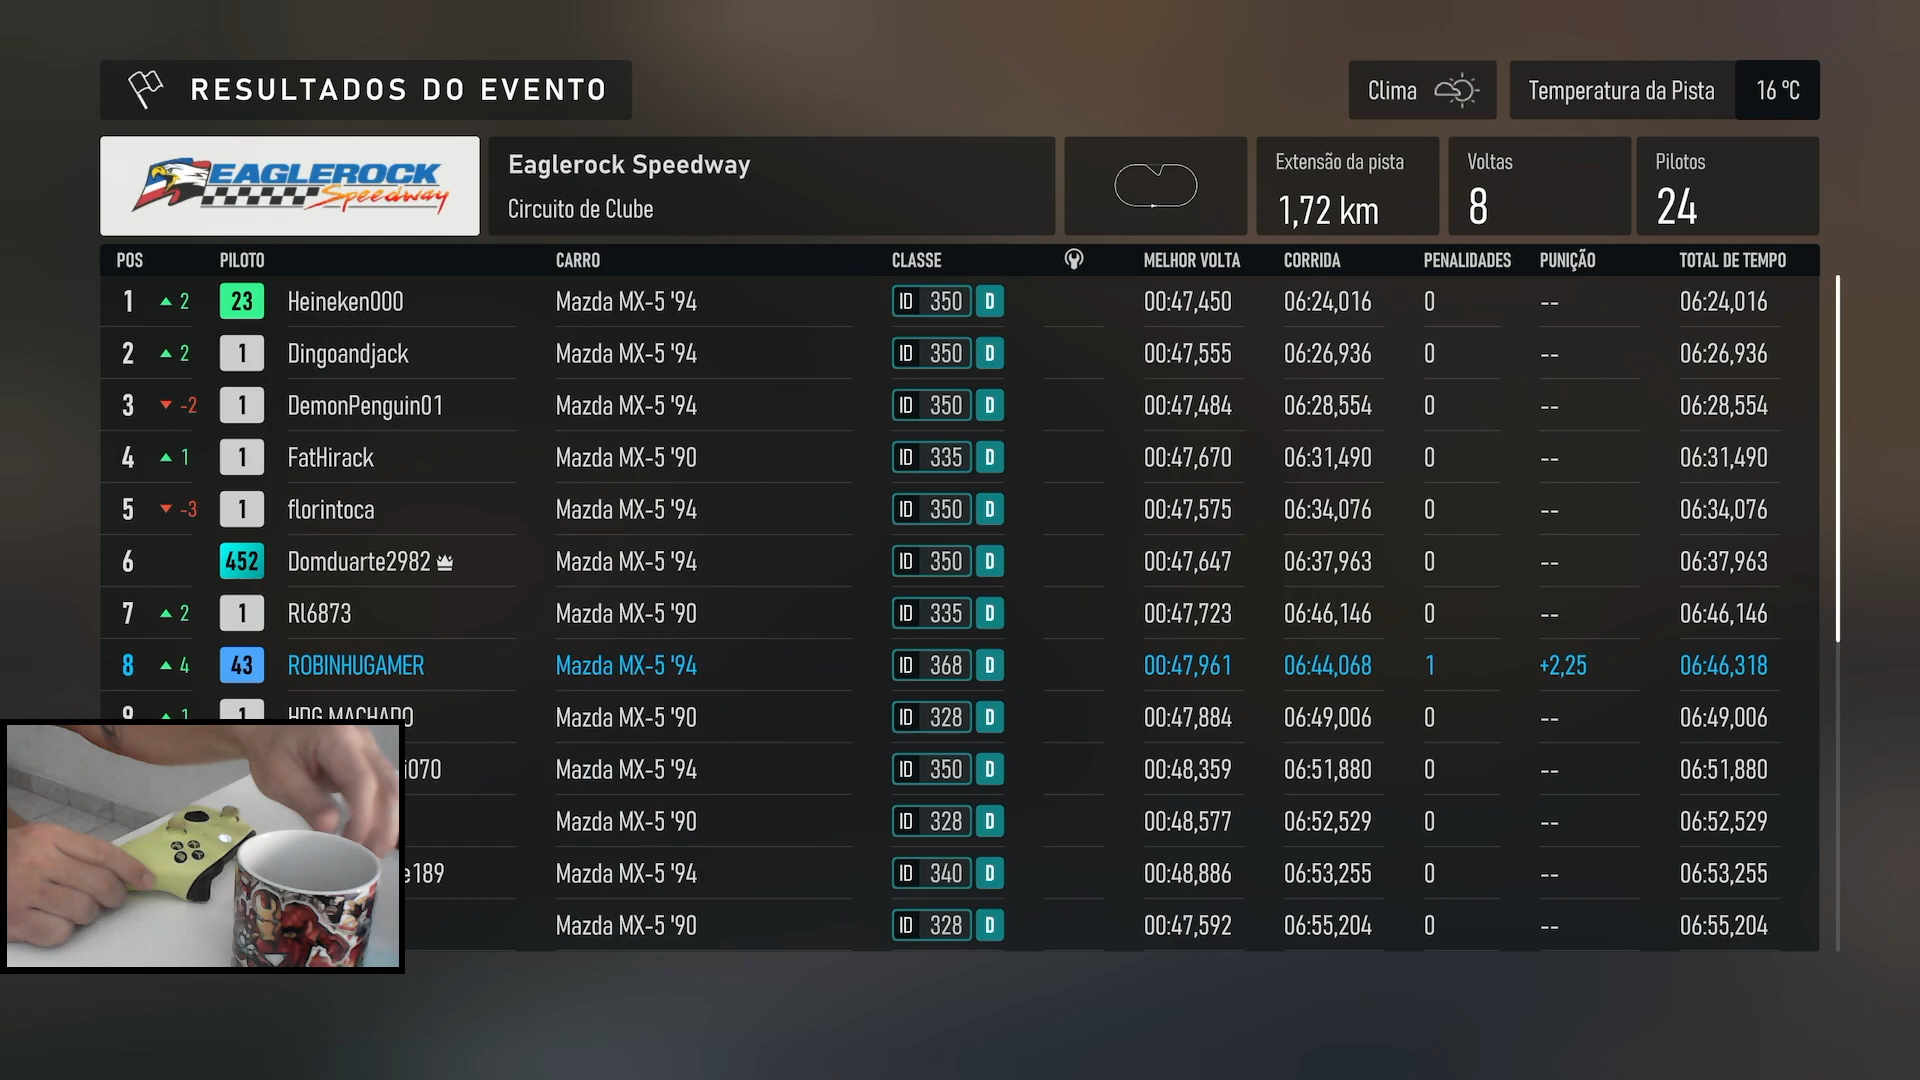 RESULTADOS DO EVENTO
Clima
Temperatura da Pista 16 ºC
EAGLEROCK
Speedway
Eaglerock Speedway
Circuito de Clube
Extensão da pista
1,72 km
Voltas
8
Pilotos
24
POS PILOTO CARRO CLASSE MELHOR VOLTA CORRIDA PENALIDADES PUNIÇÃO TOTAL DE TEMPO
1 2 23 Heineken000 Mazda MX-5 '94 ID 350 D 00:47,450 06:24,016 0 -- 06:24,016
2 2 1 Dingoandjack Mazda MX-5 '94 ID 350 D 00:47,555 06:26,936 0 -- 06:26,936
3 -2 1 DemonPenguin01 Mazda MX-5 '94 ID 350 D 00:47,484 06:28,554 0 -- 06:28,554
4 1 1 FatHirack Mazda MX-5 '90 ID 335 D 00:47,670 06:31,490 0 -- 06:31,490
5 -3 1 florintoca Mazda MX-5 '94 ID 350 D 00:47,575 06:34,076 0 -- 06:34,076
6 452 Domduarte2982 Mazda MX-5 '94 ID 350 D 00:47,647 06:37,963 0 -- 06:37,963
7 2 1 Rl6873 Mazda MX-5 '90 ID 335 D 00:47,723 06:46,146 0 -- 06:46,146
8 4 43 ROBINHUGAMER Mazda MX-5 '94 ID 368 D 00:47,961 06:44,068 1 +2,25 06:46,318
9 1 1 HDG MACHADO Mazda MX-5 '90 ID 328 D 00:47,884 06:49,006 0 -- 06:49,006
i070 Mazda MX-5 '94 ID 350 D 00:48,359 06:51,880 0 -- 06:51,880
Mazda MX-5 '90 ID 328 D 00:48,577 06:52,529 0 -- 06:52,529
e189 Mazda MX-5 '94 ID 340 D 00:48,886 06:53,255 0 -- 06:53,255
Mazda MX-5 '90 ID 328 D 00:47,592 06:55,204 0 -- 06:55,204